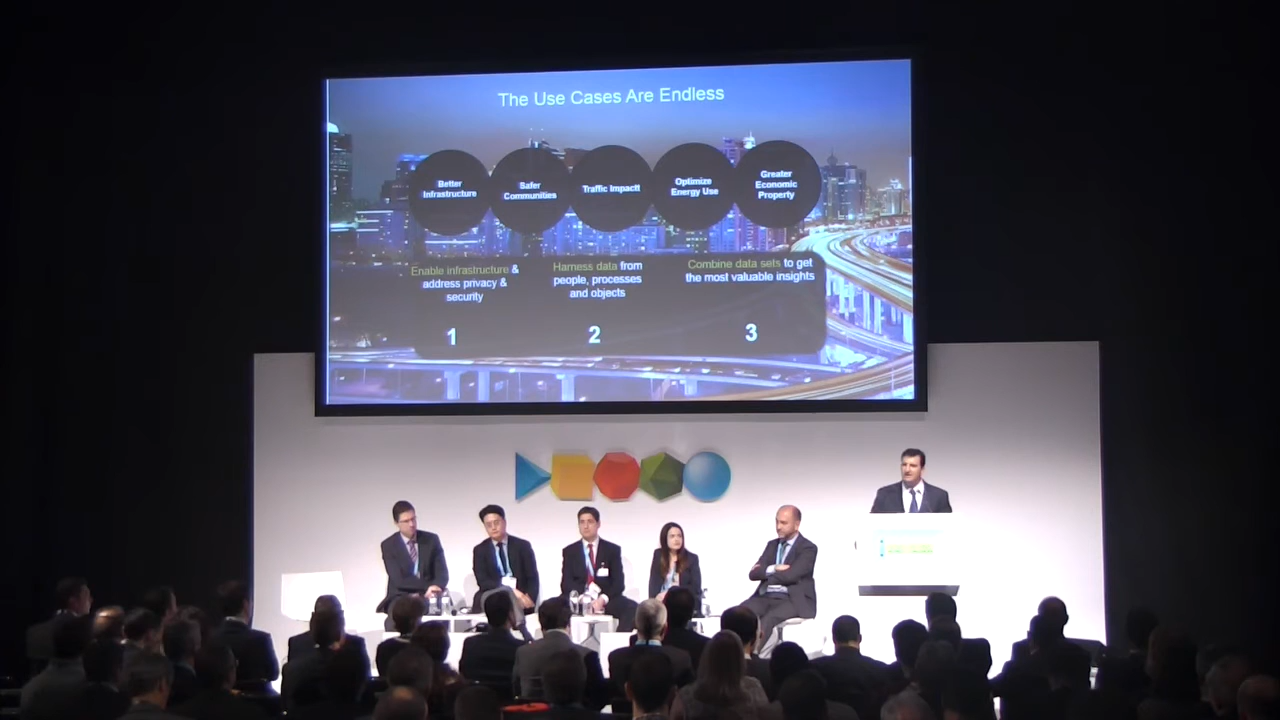 The Use Cases Are Endless
Better
Infrastructure
Safer
Communities
Traffic Impactl
Optimize
Energy Use
Greater
Economic
Property
Enable infrastructure &
address privacy &
security
Harness data from
people, processes
and objects
Combine data sets to get
the most valuable insights
1
2
3